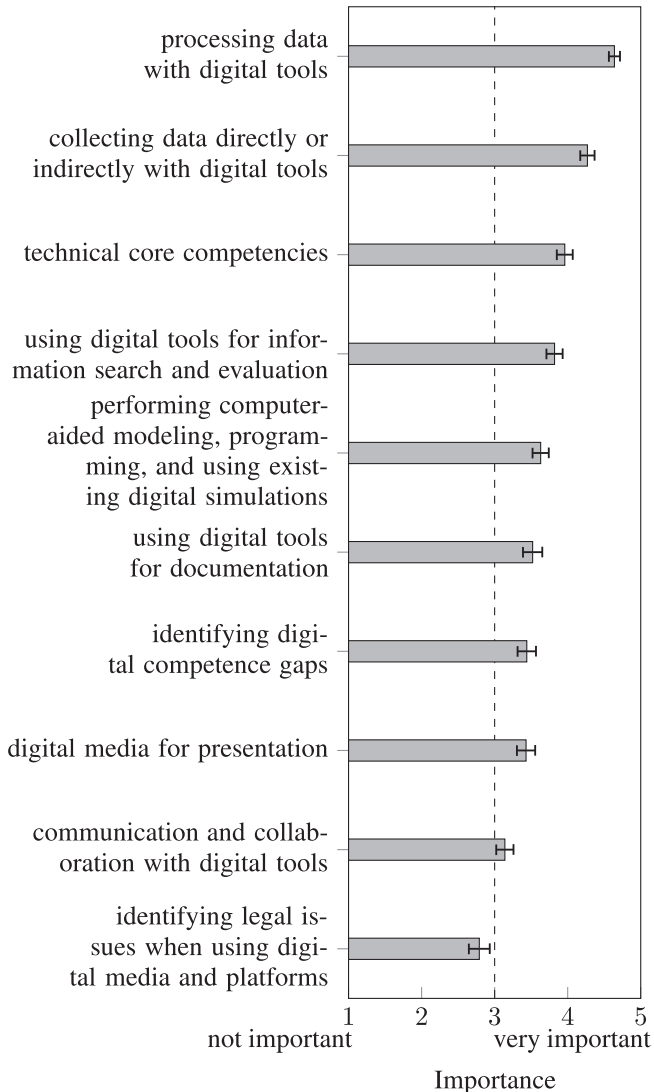 processing data
with digital tools
collecting data directly or
indirectly with digital tools
technical core competencies
using digital tools for infor-
mation search and evaluation
performing computer-
aided modeling, program-
ming, and using exist-
ing digital simulations
using digital tools
for documentation
identifying digi-
tal competence gaps
digital media for presentation
communication and collab-
oration with digital tools
identifying legal is-
sues when using digi-
tal media and platforms
1 2 3 4 5
not important very important
Importance